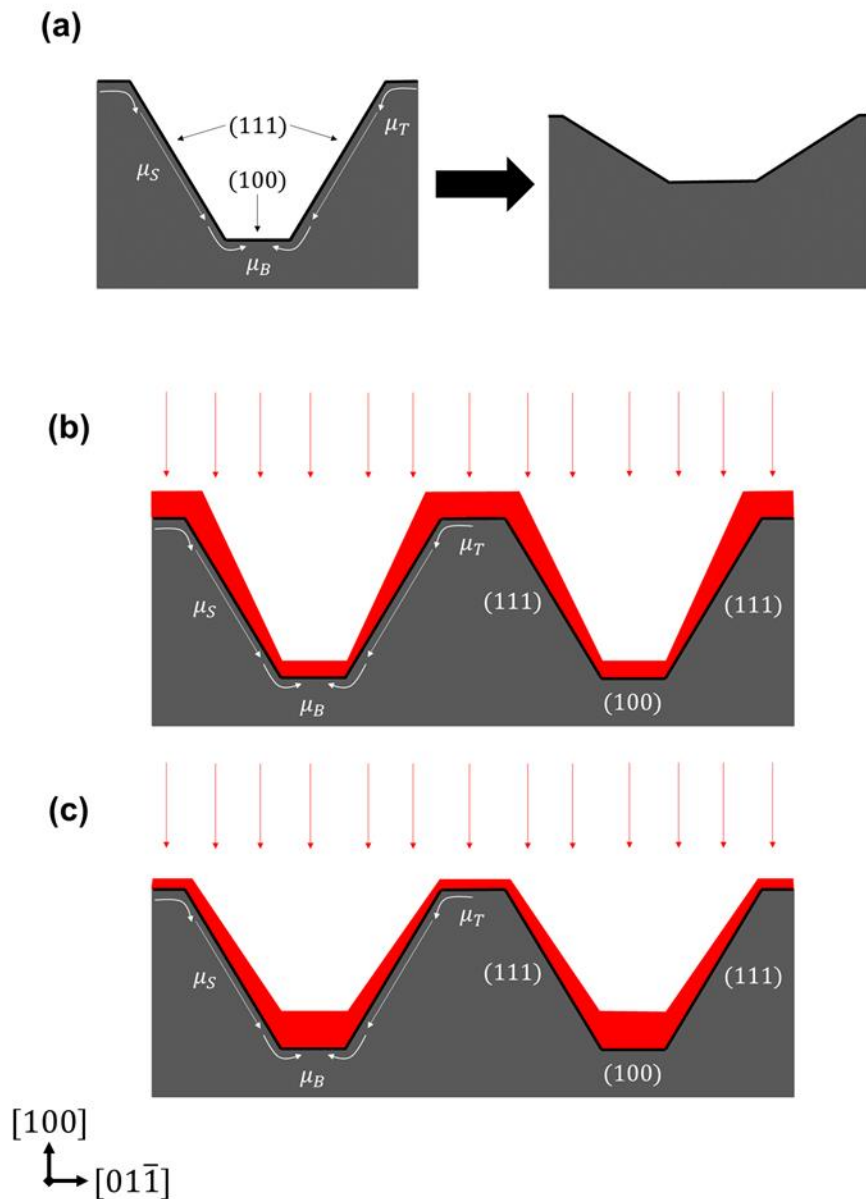 (a)
(111)
μ_T
μ_S
(100)
μ_B
(b)
μ_T
μ_S
(111)
(111)
μ_B
(100)
(c)
μ_T
μ_S
(111)
(111)
μ_B
(100)
[100]
[011̅]